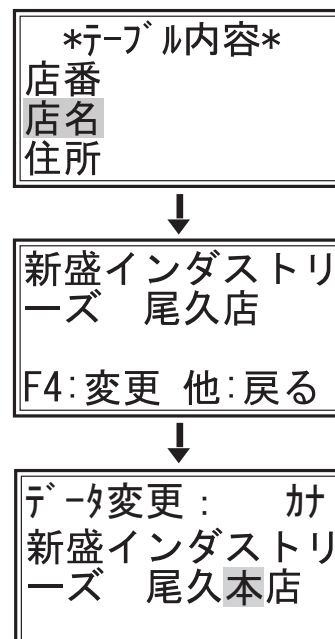 *ﾃｰﾌﾞﾙ内容*
店番
店名
住所
新盛インダストリ
ーズ　尾久店
F4:変更 他:戻る
ﾃﾞｰﾀ変更:　ｶﾅ
新盛インダストリ
ーズ　尾久本店